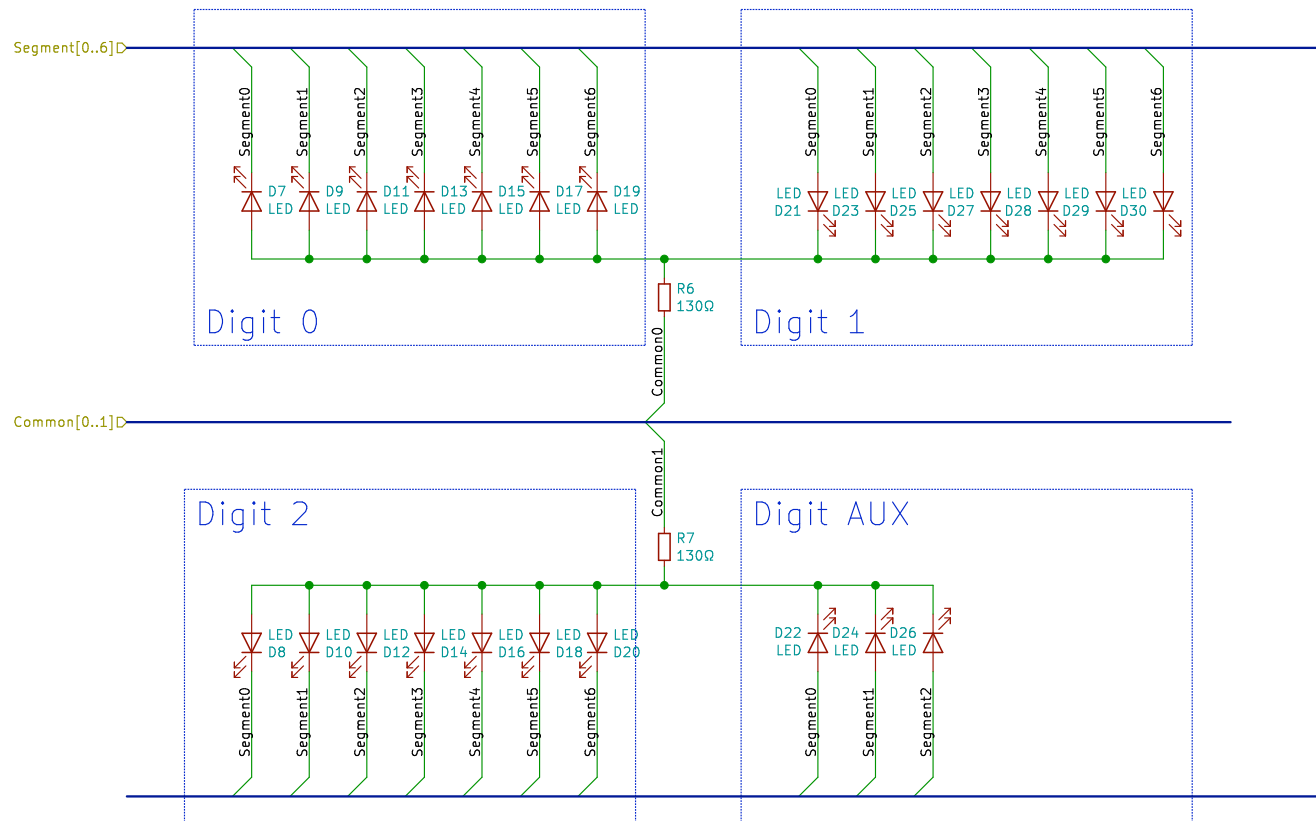 Segment[0..6]
Segment0 Segment1 Segment2 Segment3 Segment4 Segment5 Segment6 Segment0 Segment1 Segment2 Segment3 Segment4 Segment5 Segment6
D7 D9 D11 D13 D15 D17 D19 LED LED LED LED LED LED LED
LED LED LED LED LED LED LED D21 D23 D25 D27 D28 D29 D30
R6
130Ω
Digit 0 Digit 1
Common0
Common[0..1]
Common1
Digit 2 Digit AUX
R7
130Ω
LED LED LED LED LED LED LED D22 D24 D26
D8 D10 D12 D14 D16 D18 D20 LED LED LED
Segment0 Segment1 Segment2 Segment3 Segment4 Segment5 Segment6 Segment0 Segment1 Segment2